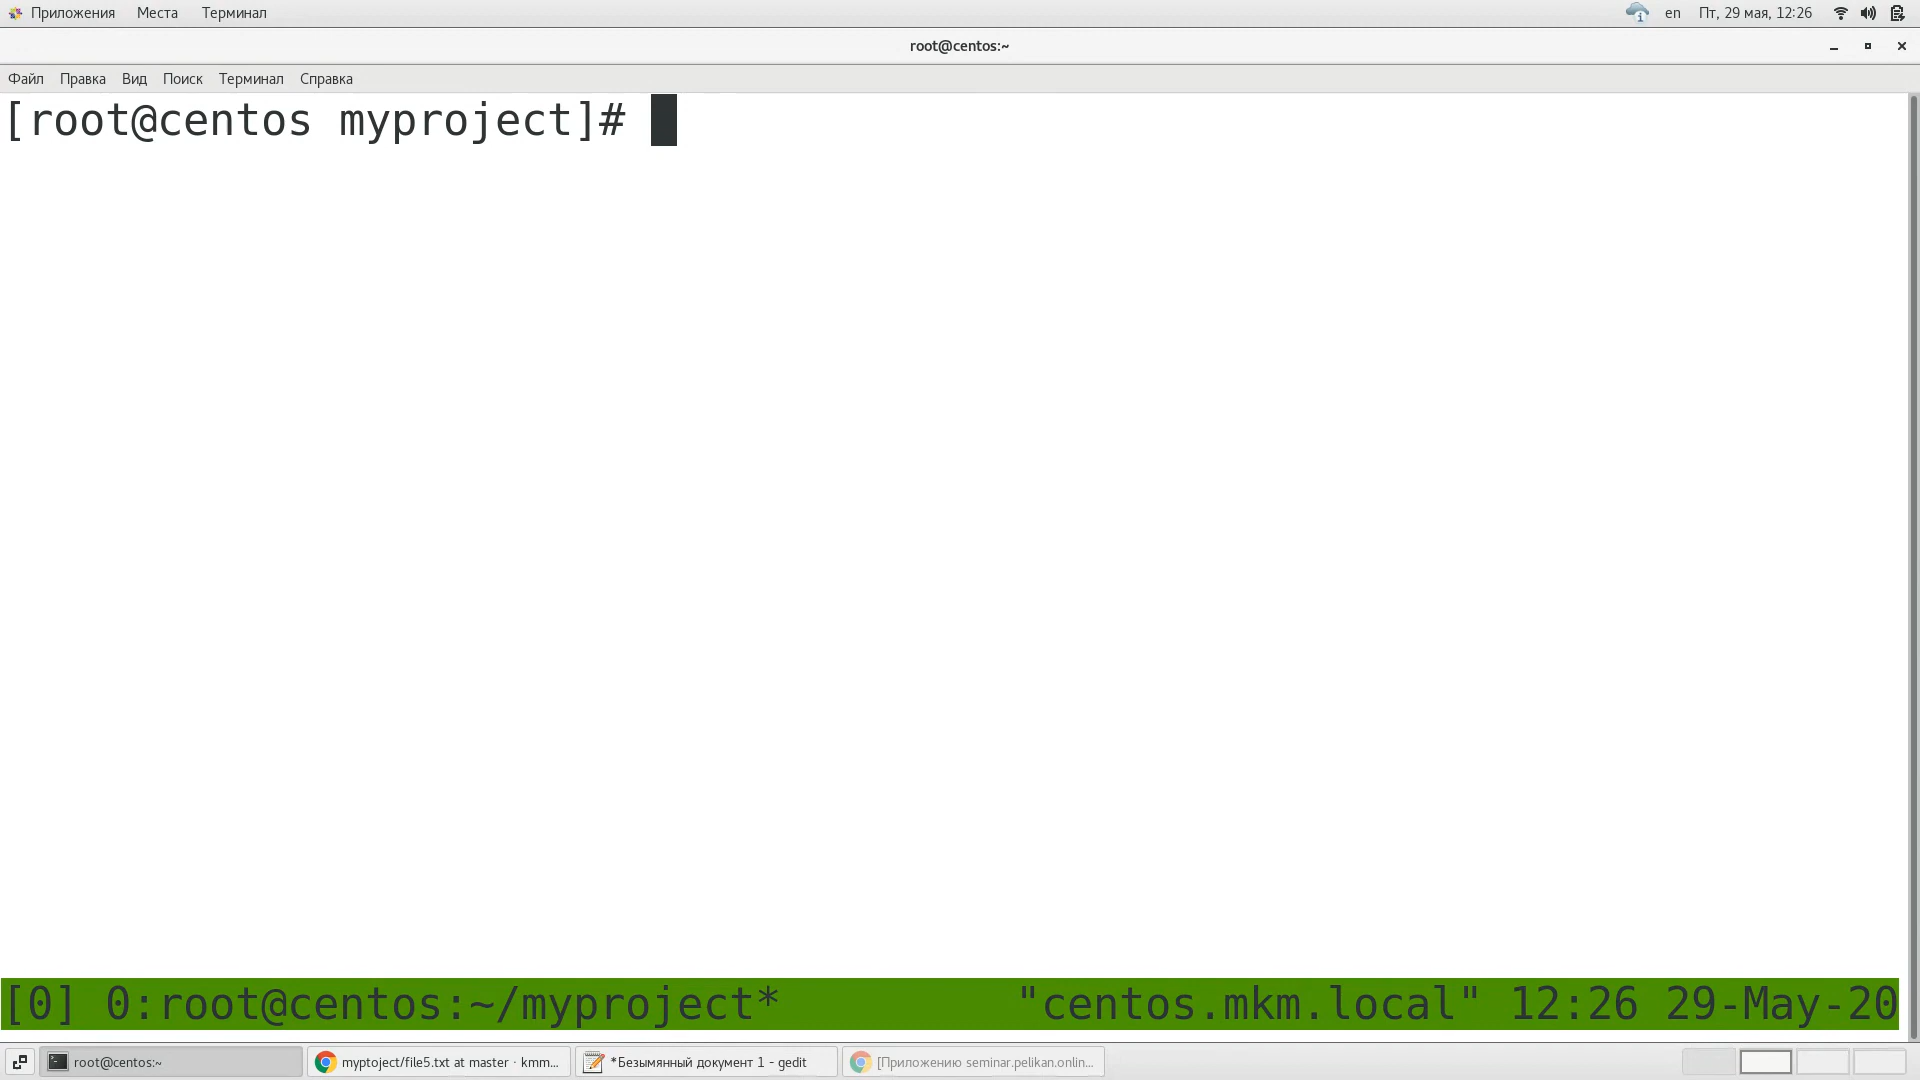 Приложения Места Терминал en Пт, 29 мая, 12:26
root@centos:~
Файл Правка Вид Поиск Терминал Справка
[root@centos myproject]#
[0] 0:root@centos:~/myproject* "centos.mkm.local" 12:26 29-May-20
root@centos:~ myptoject/file5.txt at master · kmm... *Безымянный документ 1 - gedit [Приложению seminar.pelikan.onlin...